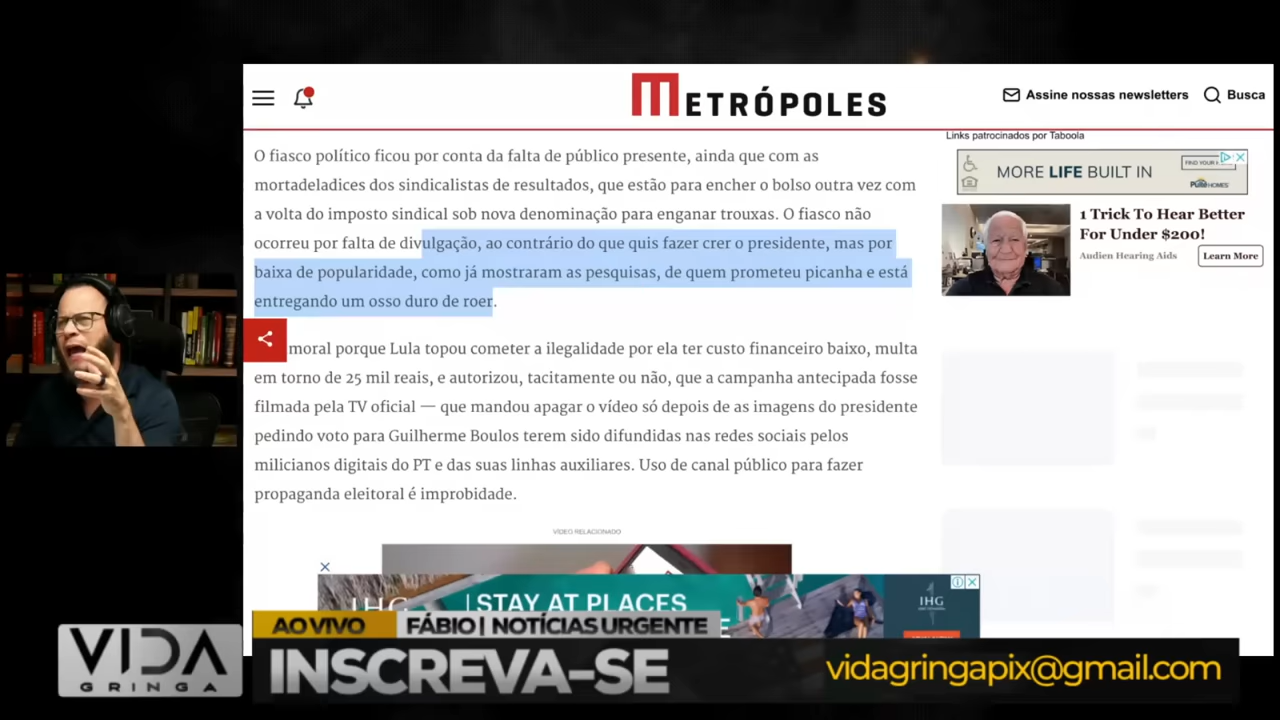 METRÓPOLES
Assine nossas newsletters
Busca
O fiasco político ficou por conta da falta de público presente, ainda que com as
mortadeladices dos sindicalistas de resultados, que estão para encher o bolso outra vez com
a volta do imposto sindical sob nova denominação para enganar trouxas. O fiasco não
ocorreu por falta de divulgação, ao contrário do que quis fazer crer o presidente, mas por
baixa de popularidade, como já mostraram as pesquisas, de quem prometeu picanha e está
entregando um osso duro de roer.
moral porque Lula topou cometer a ilegalidade por ela ter custo financeiro baixo, multa
em torno de 25 mil reais, e autorizou, tacitamente ou não, que a campanha antecipada fosse
filmada pela TV oficial — que mandou apagar o vídeo só depois de as imagens do presidente
pedindo voto para Guilherme Boulos terem sido difundidas nas redes sociais pelos
milicianos digitais do PT e das suas linhas auxiliares. Uso de canal público para fazer
propaganda eleitoral é improbidade.
VÍDEO RELACIONADO
Links patrocinados por Taboola
MORE LIFE BUILT IN
FIND YOUR
PulteHOMES
1 Trick To Hear Better
For Under $200!
Audien Hearing Aids
Learn More
IHG
STAY AT PLACES
IHG
AO VIVO
FÁBIO | NOTÍCIAS URGENTE
VIDA
GRINGA
INSCREVA-SE
vidagringapix@gmail.com